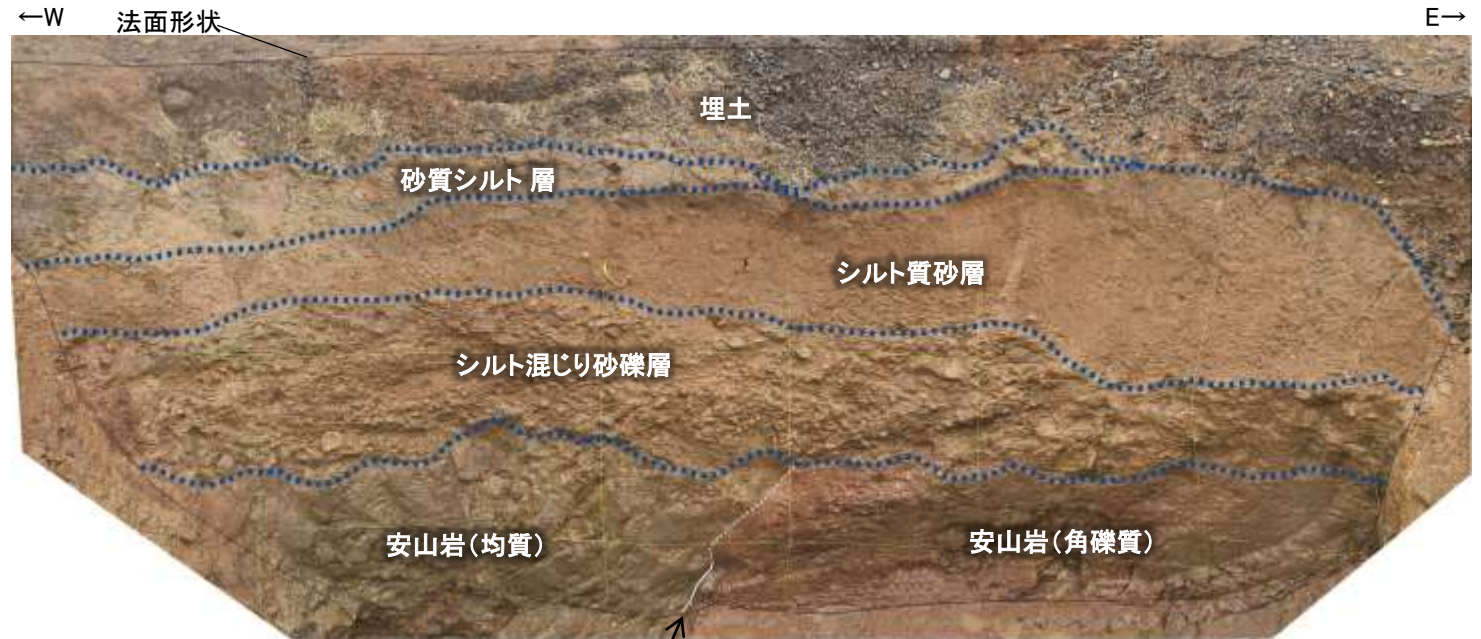 ←W
法面形状
E→
埋土
砂質シルト層
シルト質砂層
シルト混じり砂礫層
安山岩（均質）
安山岩（角礫質）